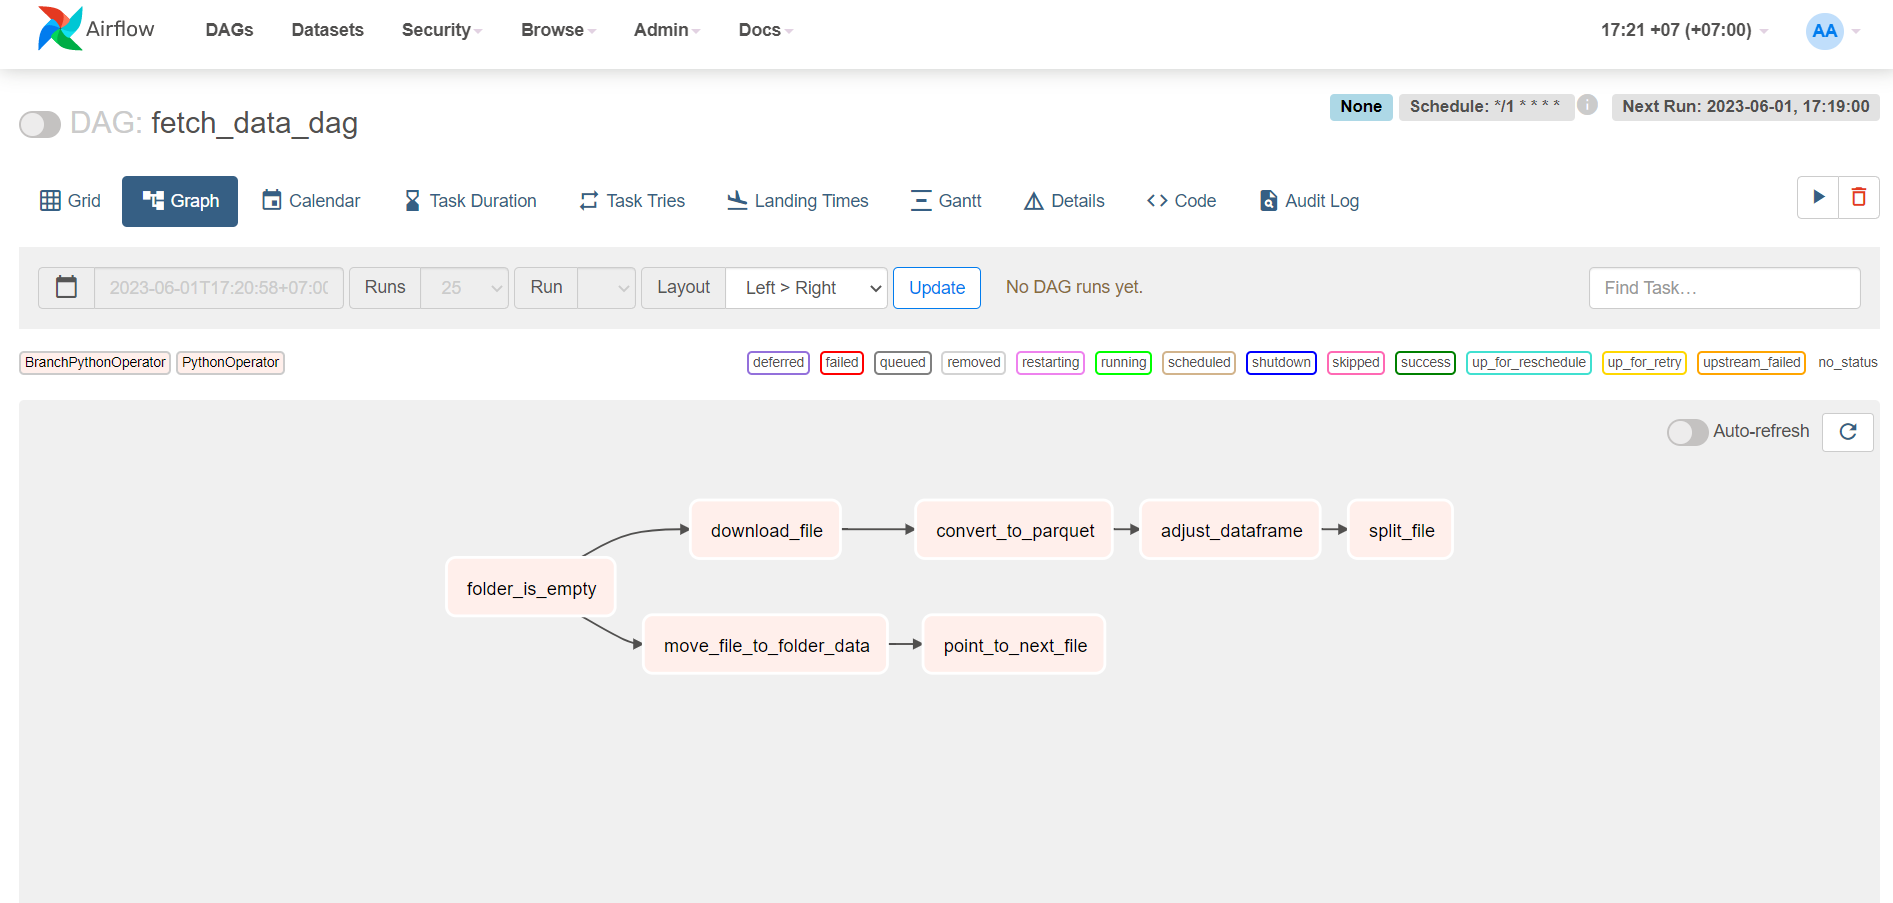 Airflow DAGs Datasets Security Browse Admin Docs 17:21 +07 (+07:00) AA
DAG: fetch_data_dag
None Schedule: */1 * * * * i Next Run: 2023-06-01, 17:19:00
Grid Graph Calendar Task Duration Task Tries Landing Times Gantt Details <> Code Audit Log
2023-06-01T17:20:58+07:00 Runs 25 Run Layout Left > Right Update No DAG runs yet. Find Task...
BranchPythonOperator PythonOperator deferred failed queued removed restarting running scheduled shutdown skipped success up_for_reschedule up_for_retry upstream_failed no_status
Auto-refresh
download_file convert_to_parquet adjust_dataframe split_file
folder_is_empty
move_file_to_folder_data point_to_next_file